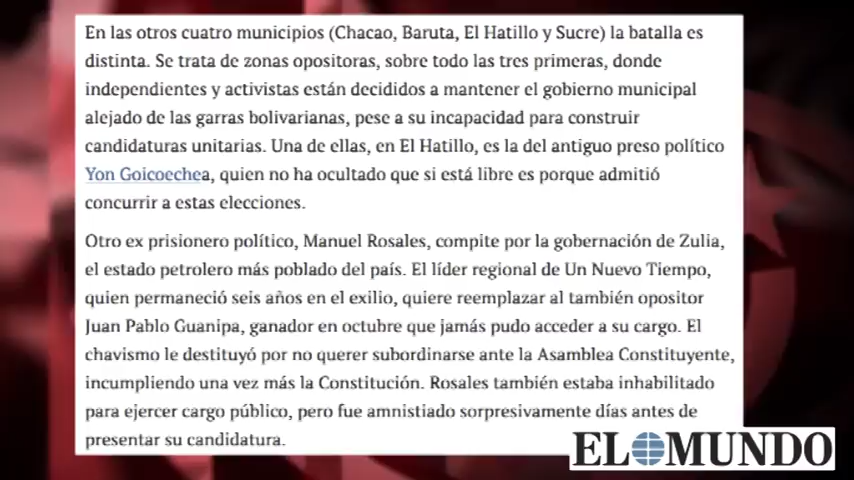 En las otros cuatro municipios (Chacao, Baruta, El Hatillo y Sucre) la batalla es
distinta. Se trata de zonas opositoras, sobre todo las tres primeras, donde
independientes y activistas están decididos a mantener el gobierno municipal
alejado de las garras bolivarianas, pese a su incapacidad para construir
candidaturas unitarias. Una de ellas, en El Hatillo, es la del antiguo preso político
Yon Goicoechea, quien no ha ocultado que si está libre es porque admitió
concurrir a estas elecciones.
Otro ex prisionero político, Manuel Rosales, compite por la gobernación de Zulia,
el estado petrolero más poblado del país. El líder regional de Un Nuevo Tiempo,
quien permaneció seis años en el exilio, quiere reemplazar al también opositor
Juan Pablo Guanipa, ganador en octubre que jamás pudo acceder a su cargo. El
chavismo le destituyó por no querer subordinarse ante la Asamblea Constituyente,
incumpliendo una vez más la Constitución. Rosales también estaba inhabilitado
para ejercer cargo público, pero fue amnistiado sorpresivamente días antes de
presentar su candidatura.
EL MUNDO